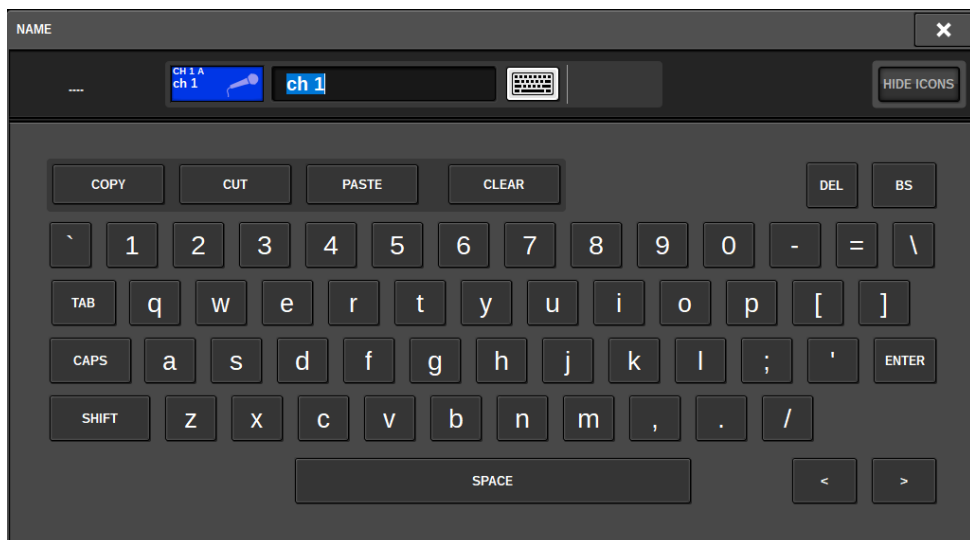 NAME
CH 1 A
ch 1
ch 1
----
HIDE ICONS
COPY CUT PASTE CLEAR DEL BS
` 1 2 3 4 5 6 7 8 9 0 - = \
TAB q w e r t y u i o p [ ]
CAPS a s d f g h j k l ; ' ENTER
SHIFT z x c v b n m , . /
SPACE < >